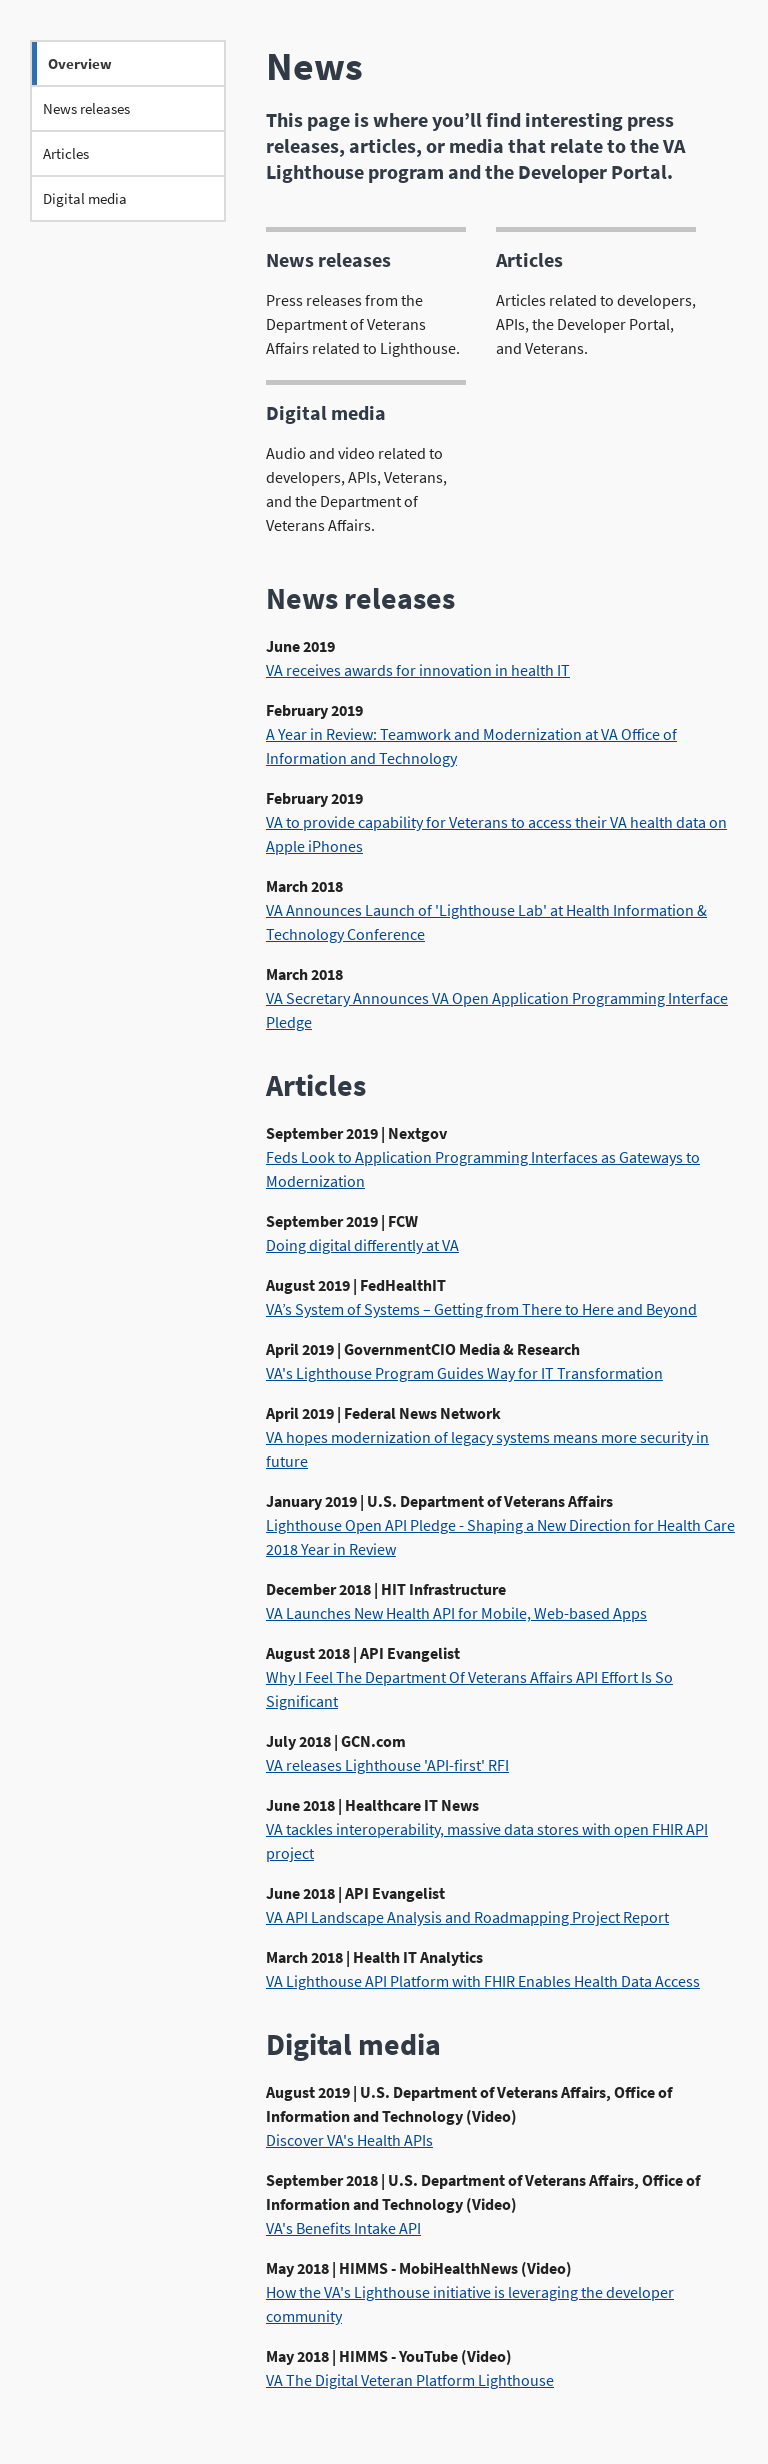 Overview
News releases
Articles
Digital media
News
This page is where you’ll find interesting press
releases, articles, or media that relate to the VA
Lighthouse program and the Developer Portal.
News releases
Press releases from the
Department of Veterans
Affairs related to Lighthouse.
Articles
Articles related to developers,
APIs, the Developer Portal,
and Veterans.
Digital media
Audio and video related to
developers, APIs, Veterans,
and the Department of
Veterans Affairs.
News releases
June 2019
VA receives awards for innovation in health IT
February 2019
A Year in Review: Teamwork and Modernization at VA Office of
Information and Technology
February 2019
VA to provide capability for Veterans to access their VA health data on
Apple iPhones
March 2018
VA Announces Launch of 'Lighthouse Lab' at Health Information &
Technology Conference
March 2018
VA Secretary Announces VA Open Application Programming Interface
Pledge
Articles
September 2019 | Nextgov
Feds Look to Application Programming Interfaces as Gateways to
Modernization
September 2019 | FCW
Doing digital differently at VA
August 2019 | FedHealthIT
VA’s System of Systems – Getting from There to Here and Beyond
April 2019 | GovernmentCIO Media & Research
VA's Lighthouse Program Guides Way for IT Transformation
April 2019 | Federal News Network
VA hopes modernization of legacy systems means more security in
future
January 2019 | U.S. Department of Veterans Affairs
Lighthouse Open API Pledge - Shaping a New Direction for Health Care
2018 Year in Review
December 2018 | HIT Infrastructure
VA Launches New Health API for Mobile, Web-based Apps
August 2018 | API Evangelist
Why I Feel The Department Of Veterans Affairs API Effort Is So
Significant
July 2018 | GCN.com
VA releases Lighthouse 'API-first' RFI
June 2018 | Healthcare IT News
VA tackles interoperability, massive data stores with open FHIR API
project
June 2018 | API Evangelist
VA API Landscape Analysis and Roadmapping Project Report
March 2018 | Health IT Analytics
VA Lighthouse API Platform with FHIR Enables Health Data Access
Digital media
August 2019 | U.S. Department of Veterans Affairs, Office of
Information and Technology (Video)
Discover VA's Health APIs
September 2018 | U.S. Department of Veterans Affairs, Office of
Information and Technology (Video)
VA's Benefits Intake API
May 2018 | HIMMS - MobiHealthNews (Video)
How the VA's Lighthouse initiative is leveraging the developer
community
May 2018 | HIMMS - YouTube (Video)
VA The Digital Veteran Platform Lighthouse